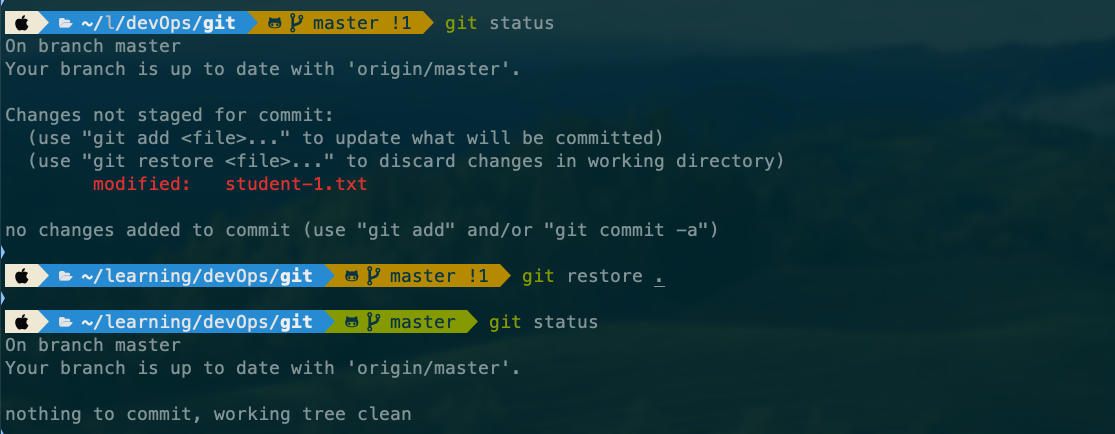 ~/l/devOps/git master !1 git status
On branch master
Your branch is up to date with 'origin/master'.
Changes not staged for commit:
(use "git add <file>..." to update what will be committed)
(use "git restore <file>..." to discard changes in working directory)
modified: student-1.txt
no changes added to commit (use "git add" and/or "git commit -a")
~/learning/devOps/git master !1 git restore .
~/learning/devOps/git master git status
On branch master
Your branch is up to date with 'origin/master'.
nothing to commit, working tree clean